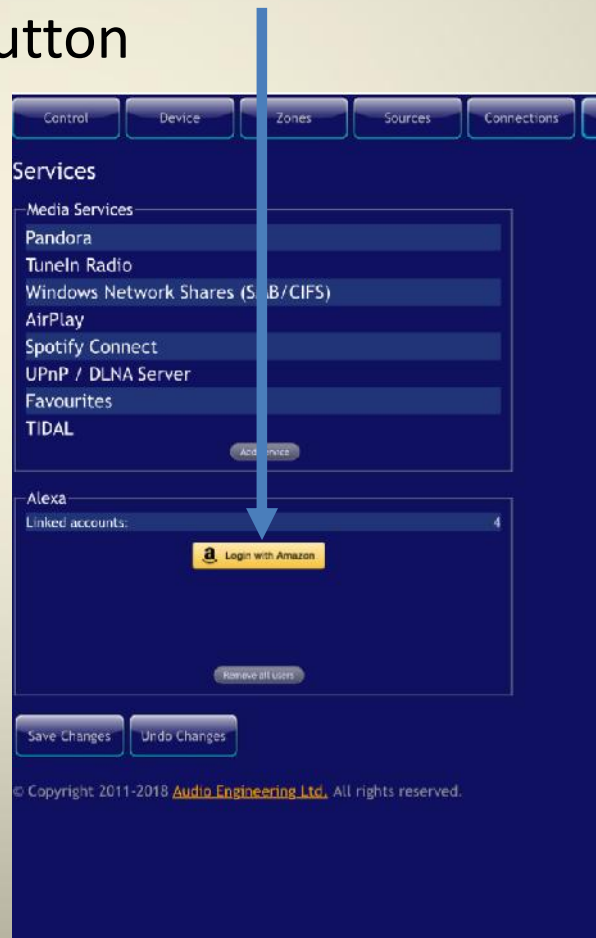 utton
Control Device Zones Sources Connections
Services
Media Services
Pandora
TuneIn Radio
Windows Network Shares (S B/CIFS)
AirPlay
Spotify Connect
UPnP / DLNA Server
Favourites
TIDAL
Add Service
Alexa
Linked accounts: 4
a Login with Amazon
Remove all users
Save Changes Undo Changes
© Copyright 2011-2018 Audio Engineering Ltd. All rights reserved.